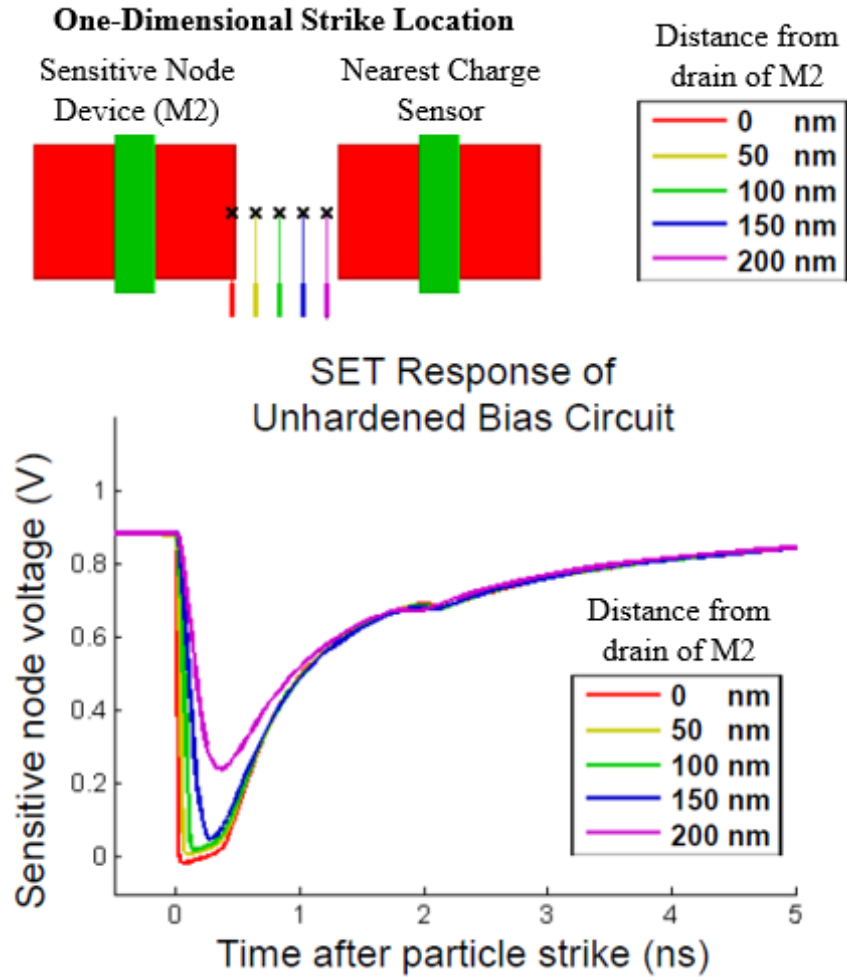 One-Dimensional Strike Location
Sensitive Node
Device (M2)
Nearest Charge
Sensor
Distance from
drain of M2
0 nm
50 nm
100 nm
150 nm
200 nm
SET Response of
Unhardened Bias Circuit
Sensitive node voltage (V)
1
0.8
0.6
0.4
0.2
0
Distance from
drain of M2
0 nm
50 nm
100 nm
150 nm
200 nm
0 1 2 3 4 5
Time after particle strike (ns)